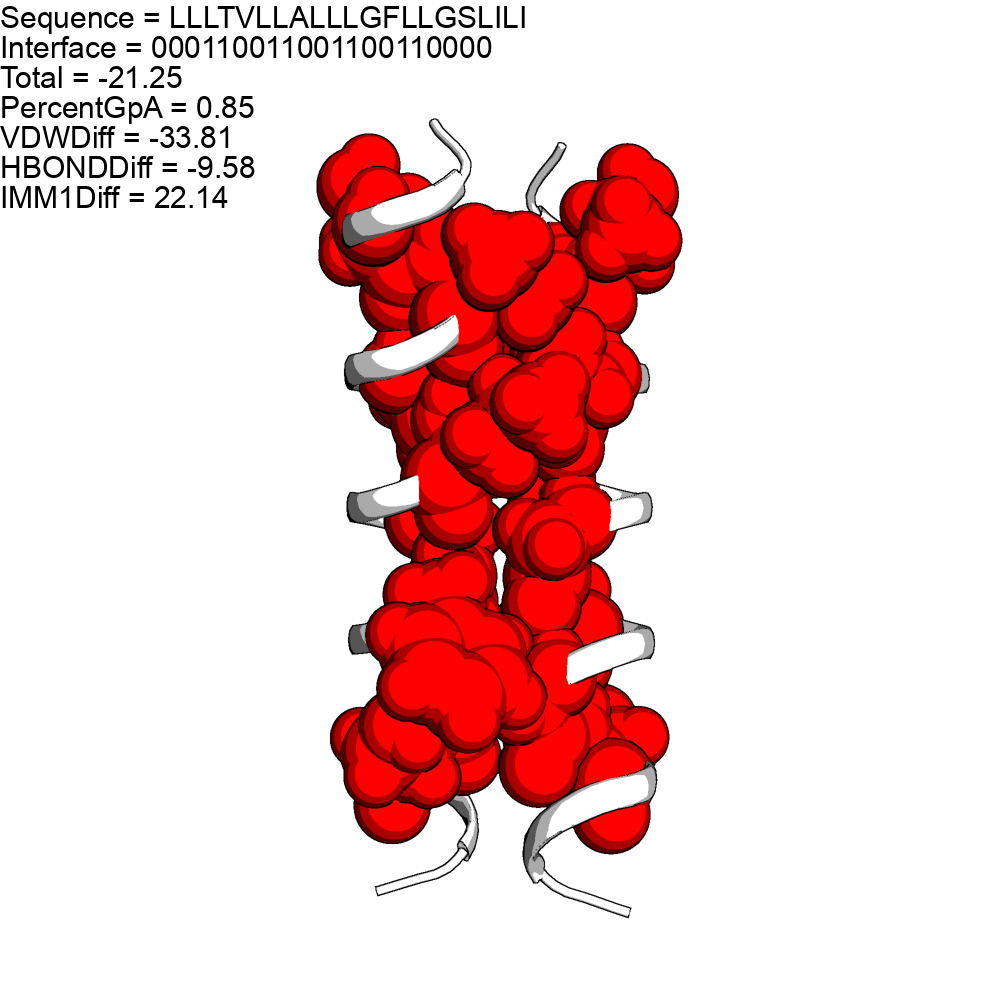 Sequence = LLLTVLLALLLGFLLGSLILI
Interface = 000110011001100110000
Total = -21.25
PercentGpA = 0.85
VDWDiff = -33.81
HBONDDiff = -9.58
IMM1Diff = 22.14